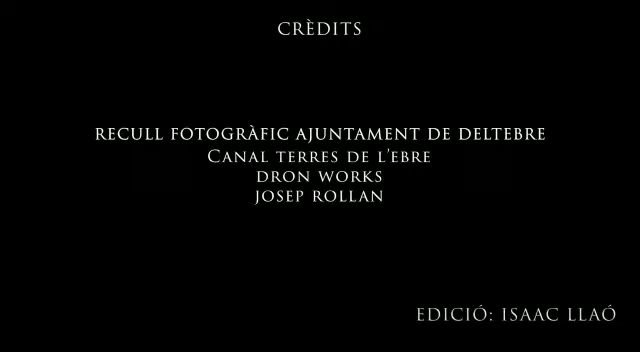 CRÈDITS
RECULL FOTOGRÀFIC AJUNTAMENT DE DELTEBRE
CANAL TERRES DE L'EBRE
DRON WORKS
JOSEP ROLLAN
EDICIÓ: ISAAC LLAÓ